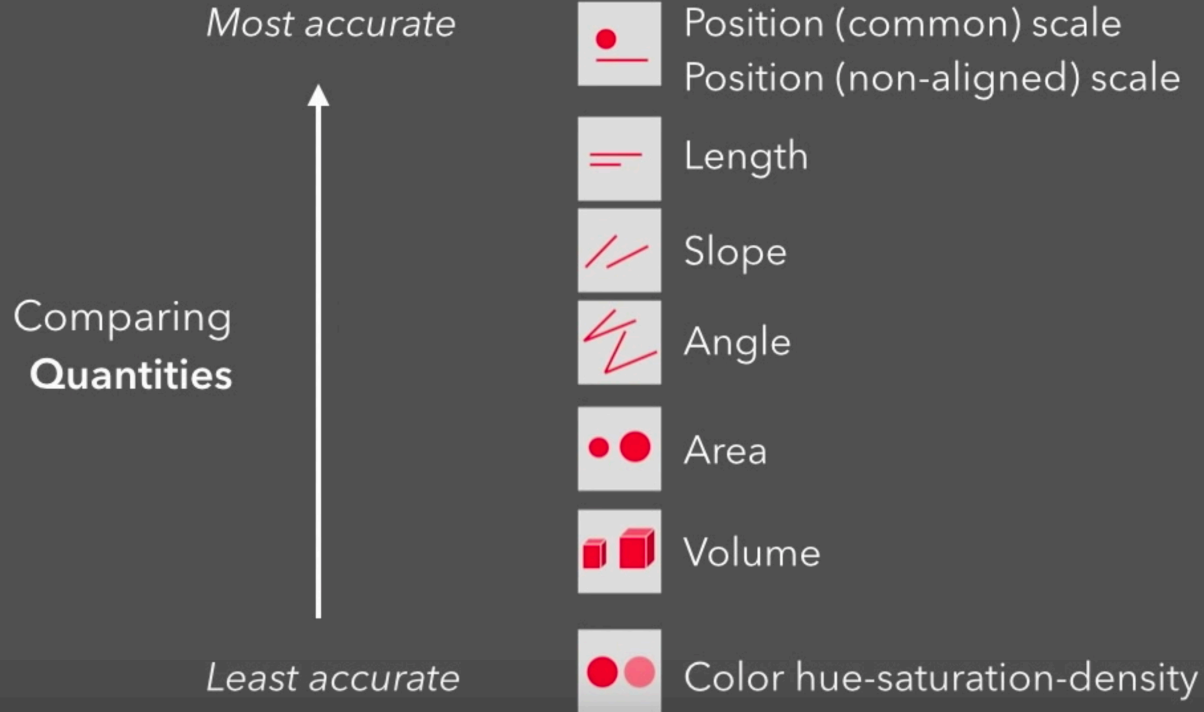 Most accurate
Position (common) scale
Position (non-aligned) scale
Length
Slope
Comparing
Quantities
Angle
Area
Volume
Least accurate
Color hue-saturation-density